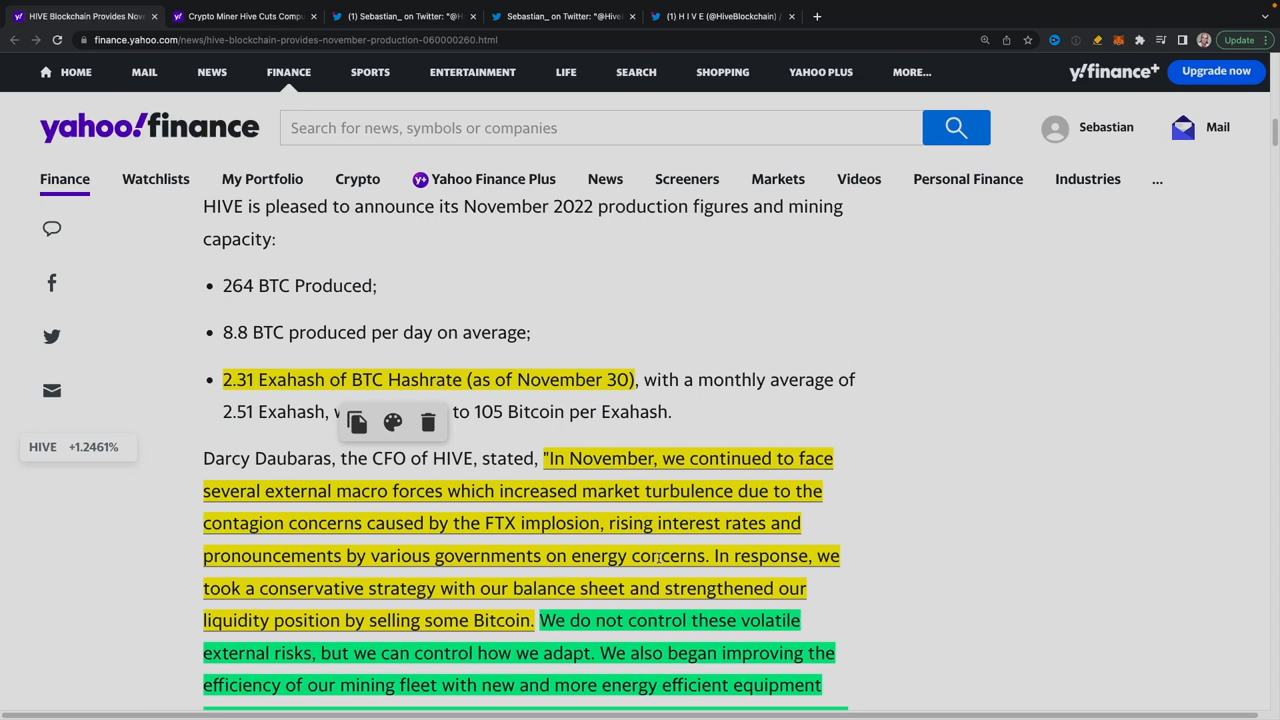 HIVE Blockchain Provides Nove
Crypto Miner Hive Cuts Compu
(1) Sebastian_ on Twitter: "@H
Sebastian_ on Twitter: "@Hive
(1) H I V E (@HiveBlockchain) /
finance.yahoo.com/news/hive-blockchain-provides-november-production-060000260.html
Update
HOME MAIL NEWS FINANCE SPORTS ENTERTAINMENT LIFE SEARCH SHOPPING YAHOO PLUS MORE... y!finance+ Upgrade now
yahoo!finance Search for news, symbols or companies Sebastian Mail
Finance Watchlists My Portfolio Crypto Y+ Yahoo Finance Plus News Screeners Markets Videos Personal Finance Industries ...
HIVE is pleased to announce its November 2022 production figures and mining
capacity:
• 264 BTC Produced;
• 8.8 BTC produced per day on average;
• 2.31 Exahash of BTC Hashrate (as of November 30), with a monthly average of
2.51 Exahash, to 105 Bitcoin per Exahash.
HIVE +1.2461%
Darcy Daubaras, the CFO of HIVE, stated, "In November, we continued to face
several external macro forces which increased market turbulence due to the
contagion concerns caused by the FTX implosion, rising interest rates and
pronouncements by various governments on energy concerns. In response, we
took a conservative strategy with our balance sheet and strengthened our
liquidity position by selling some Bitcoin. We do not control these volatile
external risks, but we can control how we adapt. We also began improving the
efficiency of our mining fleet with new and more energy efficient equipment